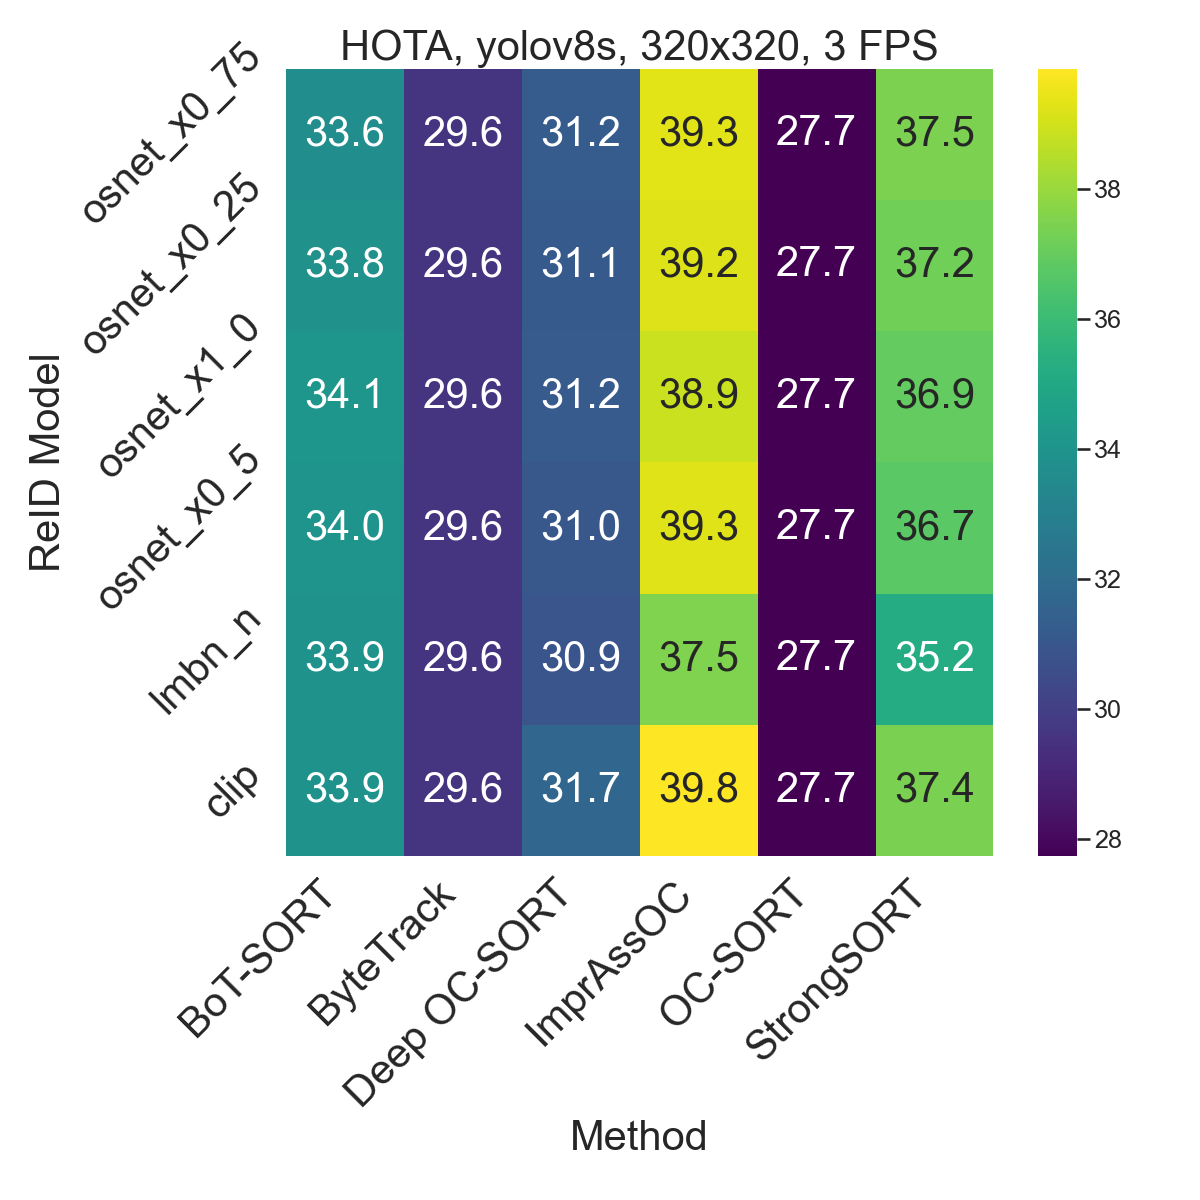 HOTA, yolov8s, 320x320, 3 FPS
ReID Model
osnet_x0_75 33.6 29.6 31.2 39.3 27.7 37.5
osnet_x0_25 33.8 29.6 31.1 39.2 27.7 37.2
osnet_x1_0 34.1 29.6 31.2 38.9 27.7 36.9
osnet_x0_5 34.0 29.6 31.0 39.3 27.7 36.7
lmbn_n 33.9 29.6 30.9 37.5 27.7 35.2
clip 33.9 29.6 31.7 39.8 27.7 37.4
BoT-SORT ByteTrack Deep OC-SORT ImprAssOC OC-SORT StrongSORT
Method
38
36
34
32
30
28